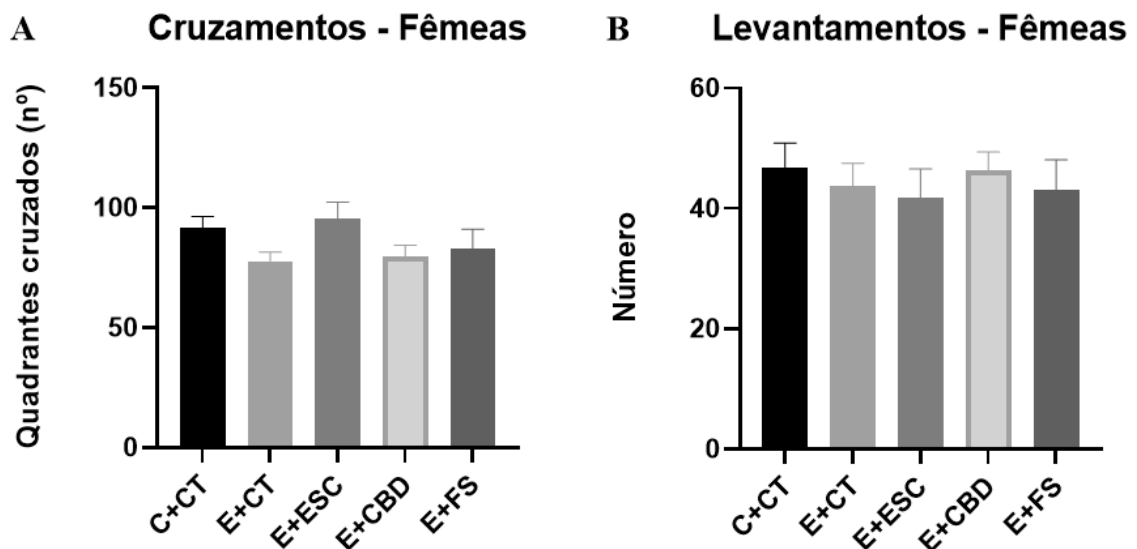 A
Cruzamentos - Fêmeas
Quadrantes cruzados (nº)
150
100
50
0
C+CT
E+CT
E+ESC
E+CBD
E+FS
B
Levantamentos - Fêmeas
Número
60
40
20
0
C+CT
E+CT
E+ESC
E+CBD
E+FS